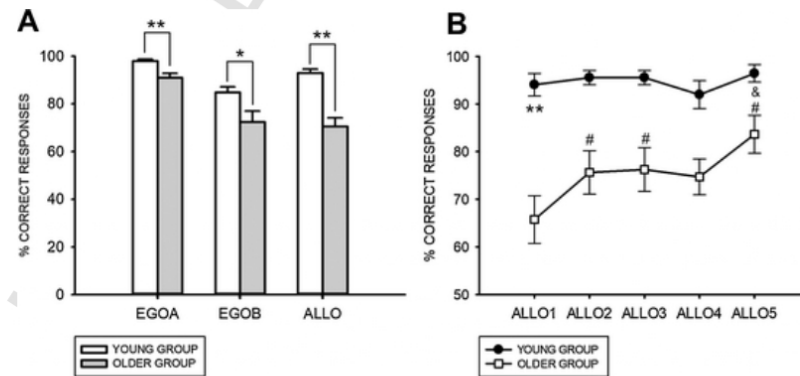 A
% CORRECT RESPONSES
100
80
60
40
20
0
**
*
**
EGOA
EGOB
ALLO
YOUNG GROUP
OLDER GROUP
B
% CORRECT RESPONSES
100
90
80
70
60
50
**
#
#
&
#
ALLO1
ALLO2
ALLO3
ALLO4
ALLO5
YOUNG GROUP
OLDER GROUP